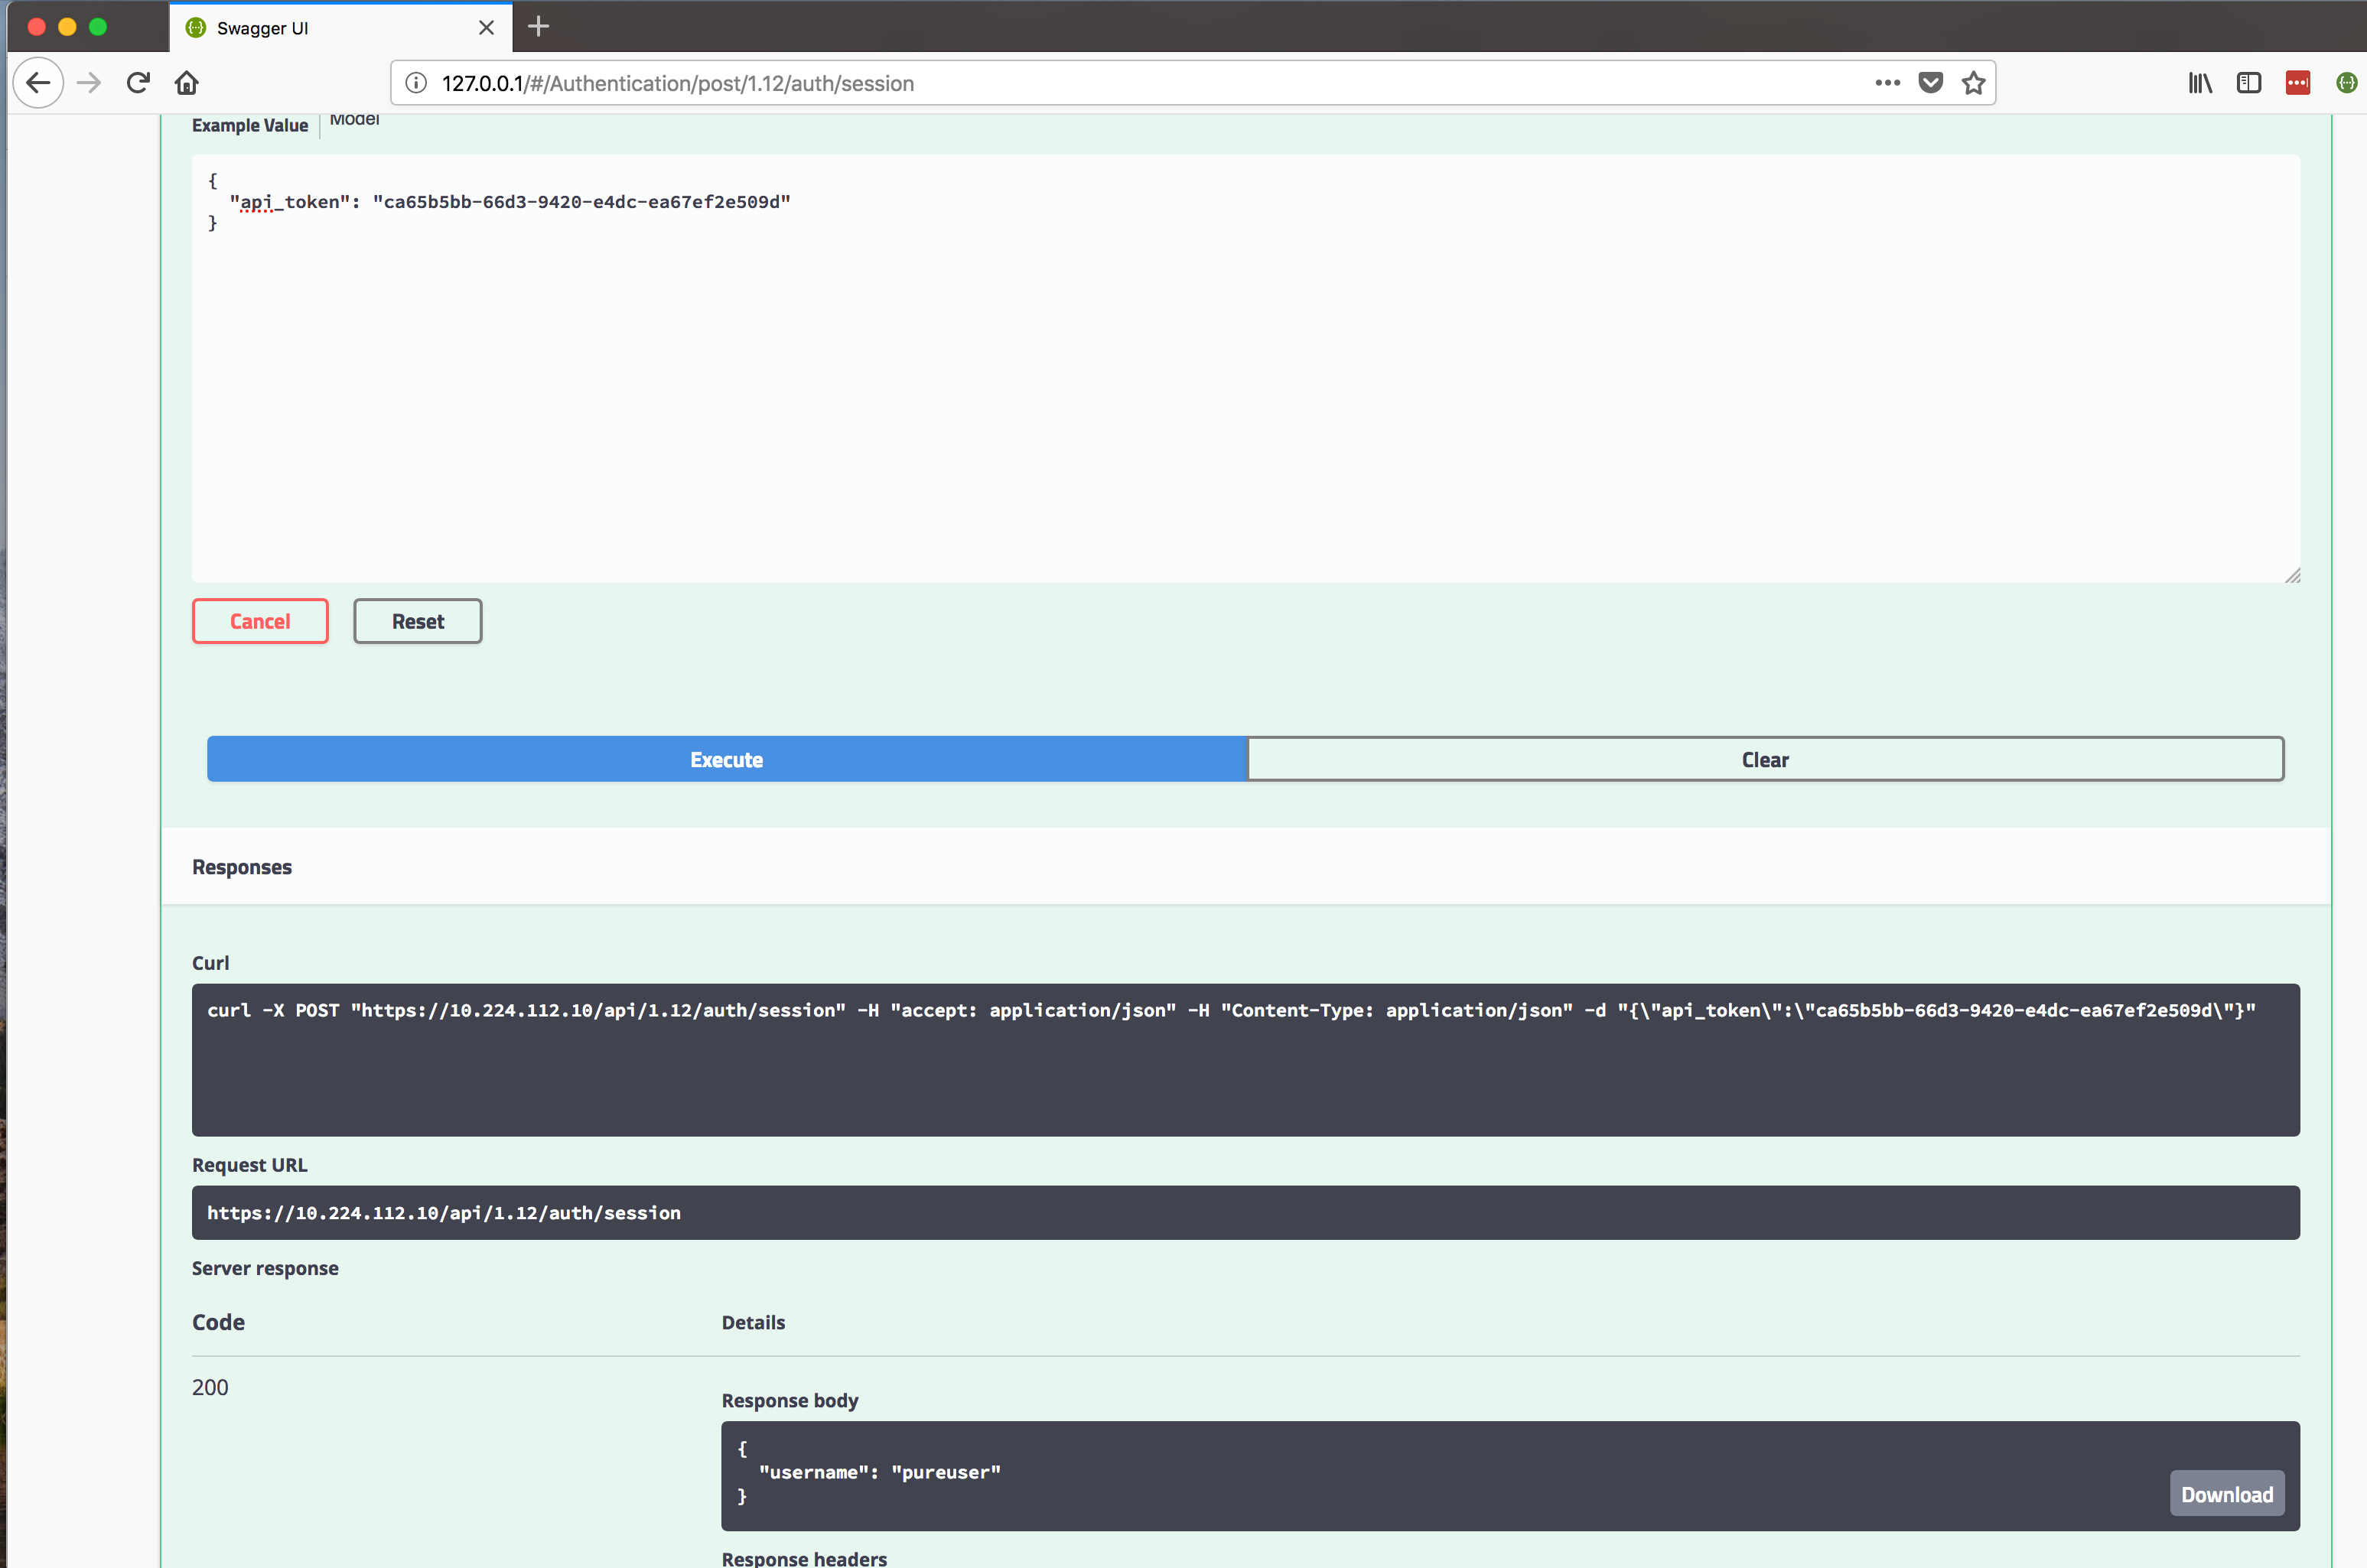 Swagger UI
127.0.0.1/#/Authentication/post/1.12/auth/session
Example Value Model
{
"api_token": "ca65b5bb-66d3-9420-e4dc-ea67ef2e509d"
}
Cancel Reset
Execute Clear
Responses
Curl
curl -X POST "https://10.224.112.10/api/1.12/auth/session" -H "accept: application/json" -H "Content-Type: application/json" -d "{\"api_token\":\"ca65b5bb-66d3-9420-e4dc-ea67ef2e509d\"}"
Request URL
https://10.224.112.10/api/1.12/auth/session
Server response
Code Details
200
Response body
{
"username": "pureuser"
}
Download
Response headers